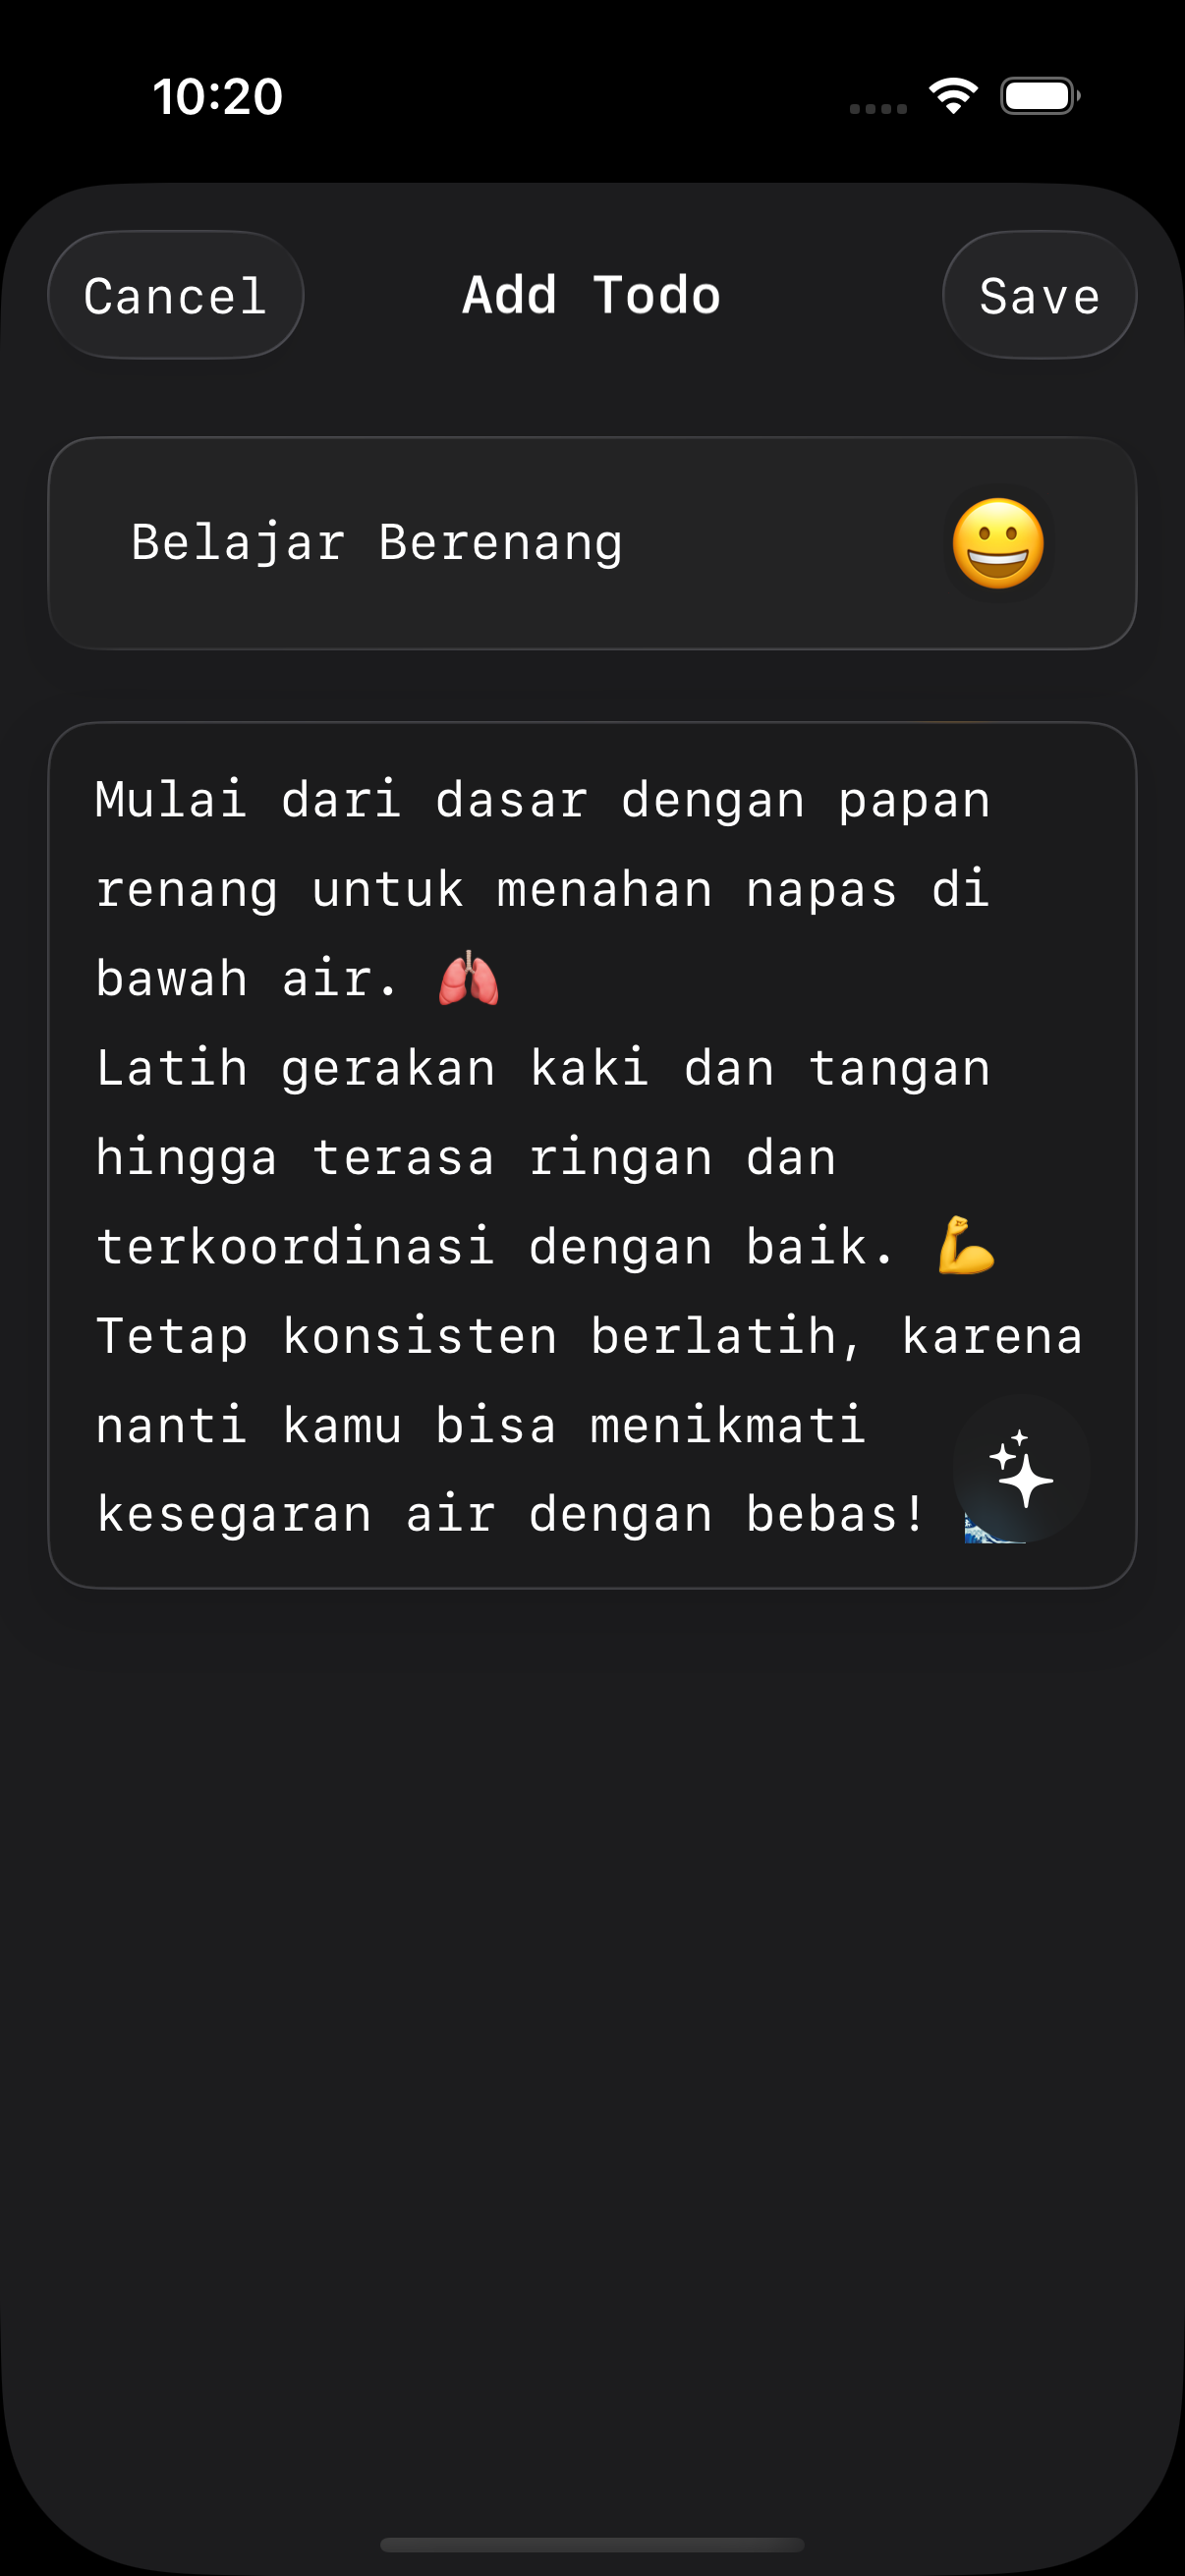 10:20
Cancel
Add Todo
Save
Belajar Berenang 😀
Mulai dari dasar dengan papan
renang untuk menahan napas di
bawah air. 🫁
Latih gerakan kaki dan tangan
hingga terasa ringan dan
terkoordinasi dengan baik. 💪
Tetap konsisten berlatih, karena
nanti kamu bisa menikmati
kesegaran air dengan bebas! 🌊